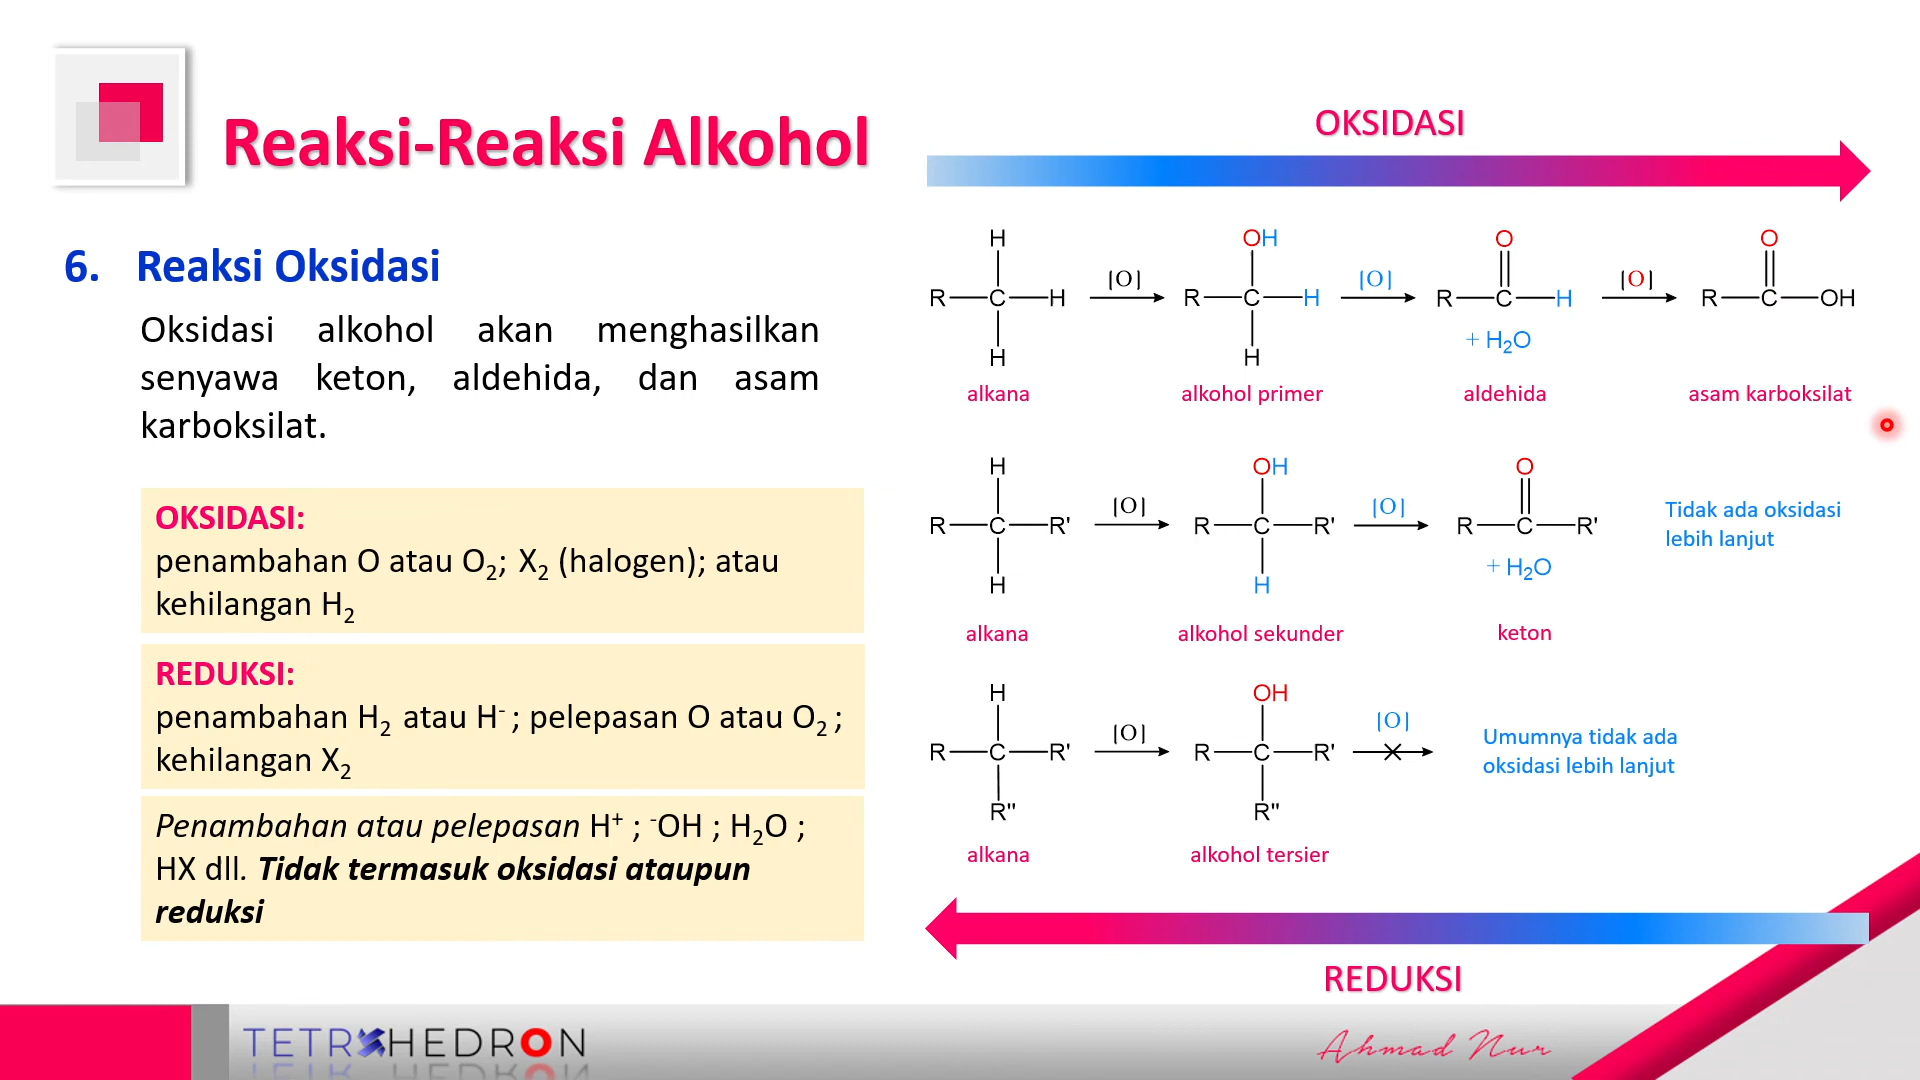 Reaksi-Reaksi Alkohol
6. Reaksi Oksidasi
Oksidasi alkohol akan menghasilkan
senyawa keton, aldehida, dan asam
karboksilat.
OKSIDASI:
penambahan O atau O₂; X₂ (halogen); atau
kehilangan H₂
REDUKSI:
penambahan H₂ atau H⁻ ; pelepasan O atau O₂ ;
kehilangan X₂
Penambahan atau pelepasan H⁺ ; ⁻OH ; H₂O ;
HX dll. Tidak termasuk oksidasi ataupun
reduksi
OKSIDASI
H OH O O
R C H [O] R C H [O] R C H [O] R C OH
H H + H₂O
alkana alkohol primer aldehida asam karboksilat
H OH O
R C R' [O] R C R' [O] R C R' Tidak ada oksidasi
lebih lanjut
H H + H₂O
alkana alkohol sekunder keton
H OH
R C R' [O] R C R' [O] Umumnya tidak ada
oksidasi lebih lanjut
R" R"
alkana alkohol tersier
REDUKSI
TETRAHEDRON
Ahmad Nur